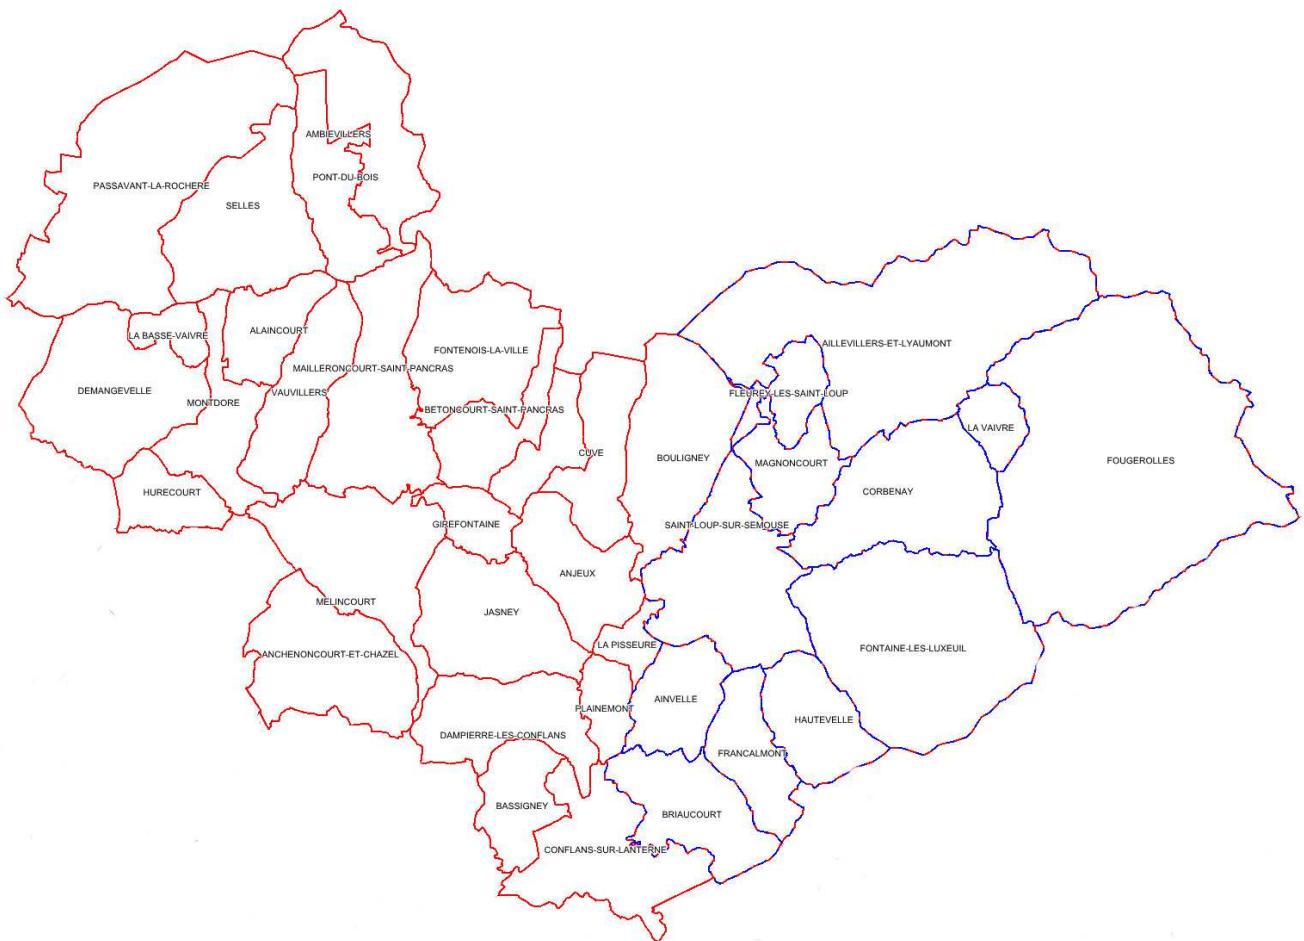 AMBIEVILLERS
PONT-DU-BOIS
PASSAVANT-LA-ROCHERE
SELLES
LA BASSE-VAIVRE
ALAINCOURT
AILLEVILLERS-ET-LYAUMONT
FONTENOIS-LA-VILLE
MAILLERONCOURT-SAINT-PANCRAS
DEMANGEVELLE
VAUVILLERS
FLEUREY-LES-SAINT-LOUP
MONTDORE
BETONCOURT-SAINT-PANCRAS
LA VAIVRE
CUVE
BOULIGNEY
MAGNONCOURT
FOUGEROLLES
HURECOURT
CORBENAY
GIREFONTAINE
SAINT-LOUP-SUR-SEMOUSE
ANJEUX
MELINCOURT
JASNEY
LA PISSEURE
FONTAINE-LES-LUXEUIL
ANCHENONCOURT-ET-CHAZEL
AINVELLE
PLAINEMONT
HAUTEVELLE
DAMPIERRE-LES-CONFLANS
FRANCALMONT
BASSIGNEY
BRIAUCOURT
CONFLANS-SUR-LANTERNE